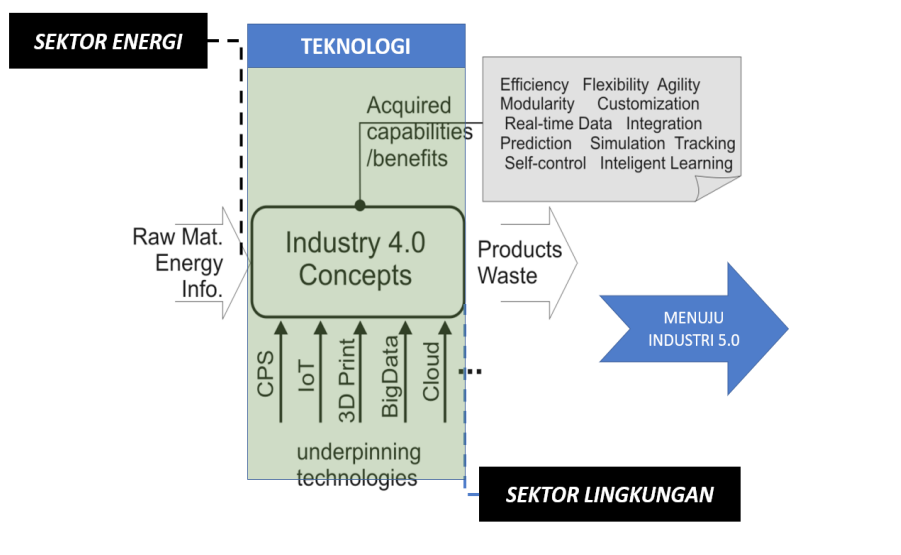 SEKTOR ENERGI
TEKNOLOGI
Acquired
capabilities
/benefits
Efficiency Flexibility Agility
Modularity Customization
Real-time Data Integration
Prediction Simulation Tracking
Self-control Inteligent Learning
Raw Mat.
Energy
Info.
Industry 4.0
Concepts
Products
Waste
MENUJU
INDUSTRI 5.0
CPS
IoT
3D Print
BigData
Cloud
...
underpinning
technologies
SEKTOR LINGKUNGAN